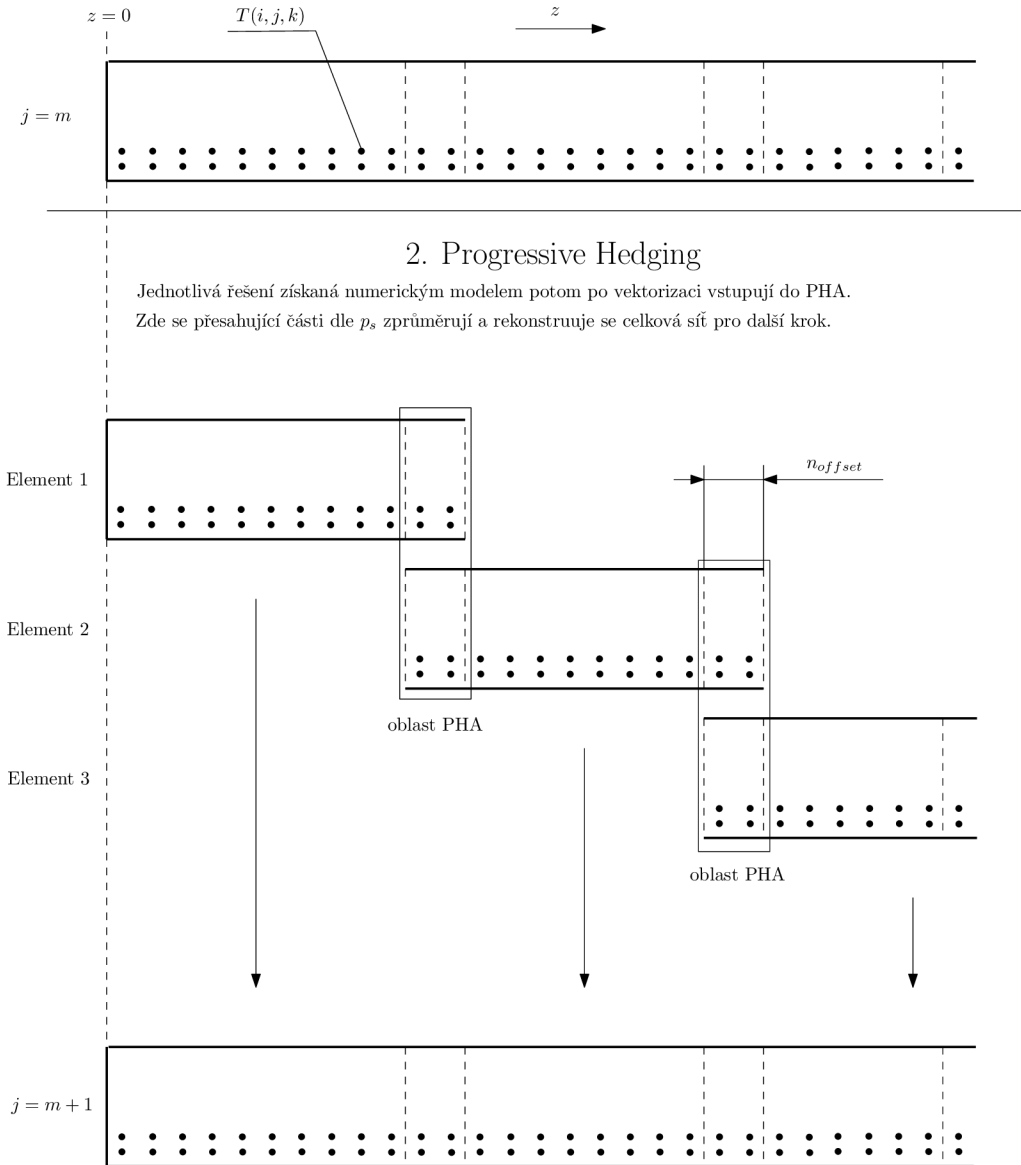 z = 0
T(i, j, k)
z
j = m
2. Progressive Hedging
Jednotlivá řešení získaná numerickým modelem potom po vektorizaci vstupují do PHA.
Zde se přesahující části dle p_s zprůměrují a rekonstruuje se celková síť pro další krok.
Element 1
n_{offset}
Element 2
oblast PHA
Element 3
oblast PHA
j = m + 1